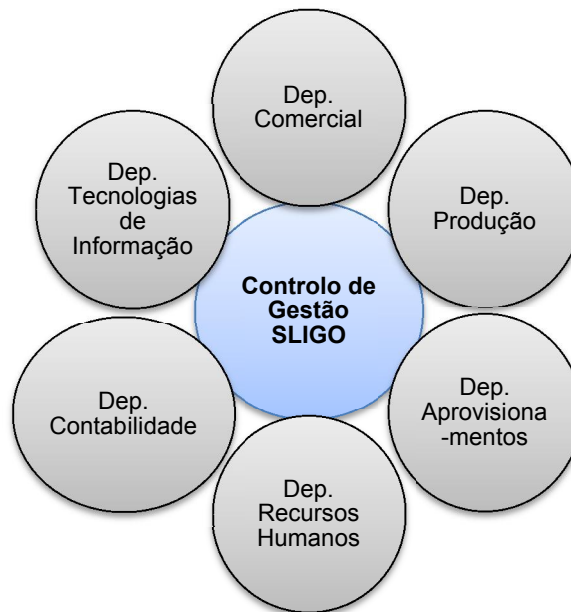 Dep.
Comercial
Dep.
Tecnologias
de
Informação
Dep.
Produção
Controlo de
Gestão
SLIGO
Dep.
Contabilidade
Dep.
Aprovisiona
-mentos
Dep.
Recursos
Humanos